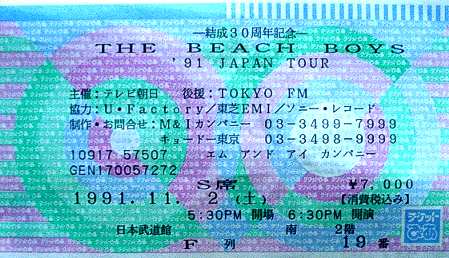 ―結成30周年記念―
THE BEACH BOYS
'91 JAPAN TOUR
主催：テレビ朝日 後援：TOKYO FM
協力：U・Factory／東芝EMI／ソニー・レコード
制作・お問合せ：M&Iカンパニー 03-3499-7999
キョードー東京 03-3498-9999
10917 57507 エム アンド アイ カンパニー
GEN170057272
S席 ¥7,000
1991.11. 2(土) [消費税込み]
5:30PM 開場 6:30PM 開演
日本武道館 南 2階
F 列 19番
チケットぴあ